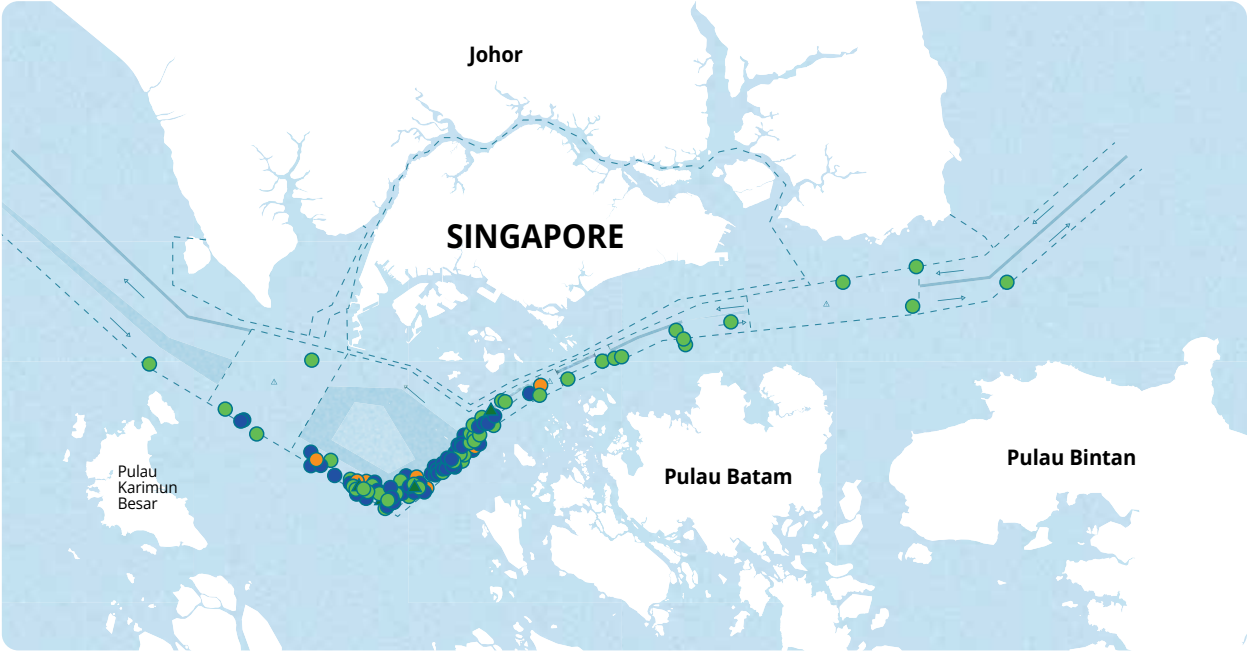 Johor
SINGAPORE
Pulau Bintan
Pulau
Karimun
Besar
Pulau Batam